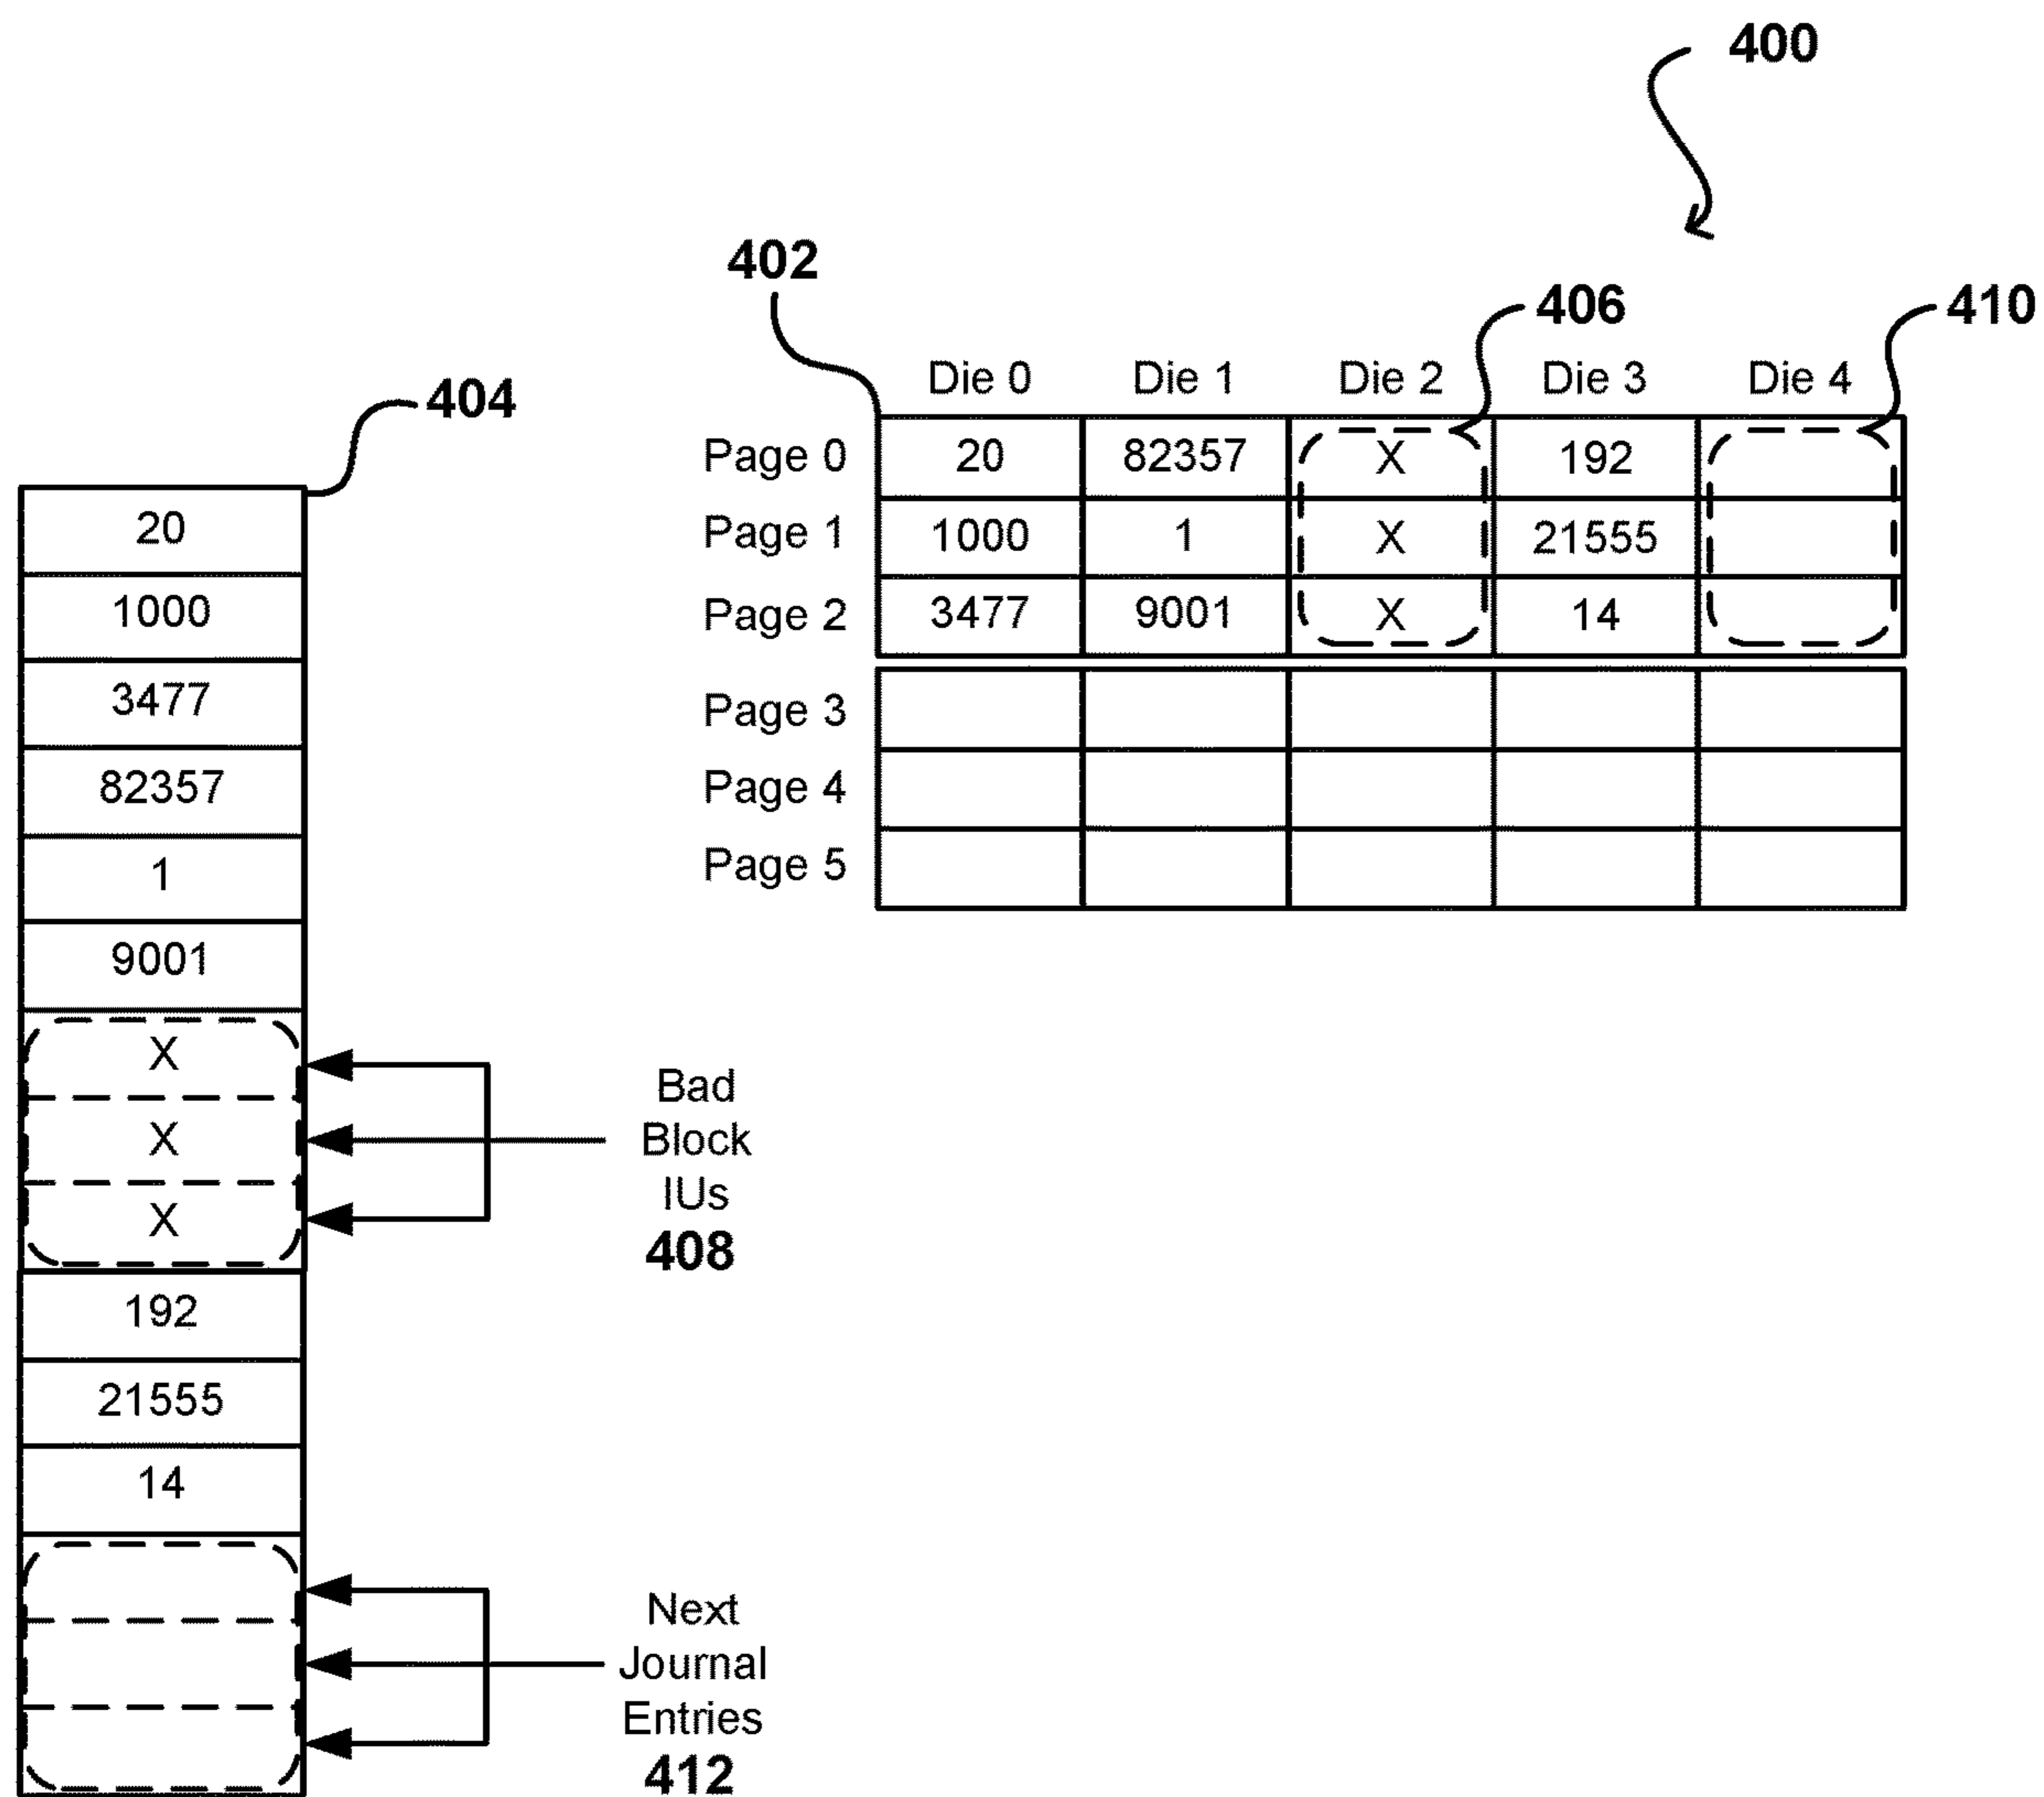 400
402
406
410
404
Die 0 Die 1 Die 2 Die 3 Die 4
Page 0 20 82357 X 192
Page 1 1000 1 X 21555
Page 2 3477 9001 X 14
Page 3
Page 4
Page 5
20
1000
3477
82357
1
9001
X
X
X
192
21555
14
Bad
Block
IUs
408
Next
Journal
Entries
412